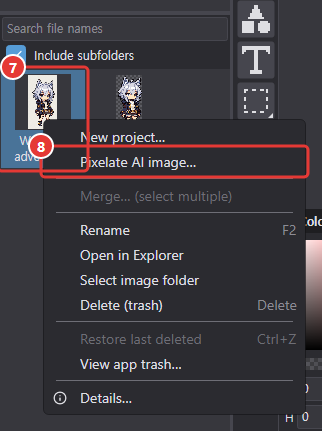 Search file names
Include subfolders
7
8
New project...
Pixelate AI image...
Merge... (select multiple)
Rename F2
Open in Explorer
Select image folder
Delete (trash) Delete
Restore last deleted Ctrl+Z
View app trash...
Details...
H 0